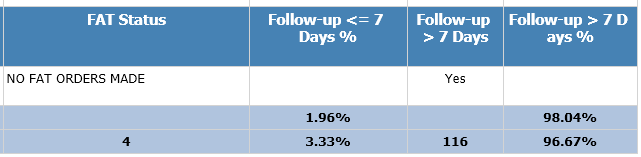 FAT Status Follow-up <= 7 Follow-up Follow-up > 7 D
Days % > 7 Days ays %
NO FAT ORDERS MADE Yes
1.96% 98.04%
4 3.33% 116 96.67%